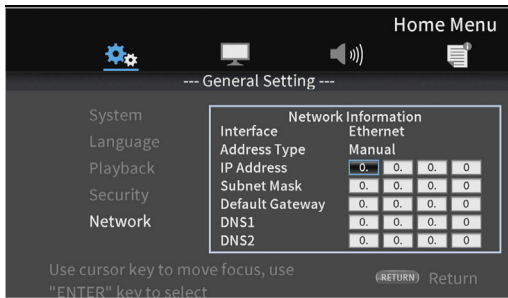 Home Menu
--- General Setting ---
System
Language
Playback
Security
Network
Network Information
Interface Ethernet
Address Type Manual
IP Address 0. 0. 0. 0
Subnet Mask 0. 0. 0. 0
Default Gateway 0. 0. 0. 0
DNS1 0. 0. 0. 0
DNS2 0. 0. 0. 0
Use cursor key to move focus, use
"ENTER" key to select
RETURN Return